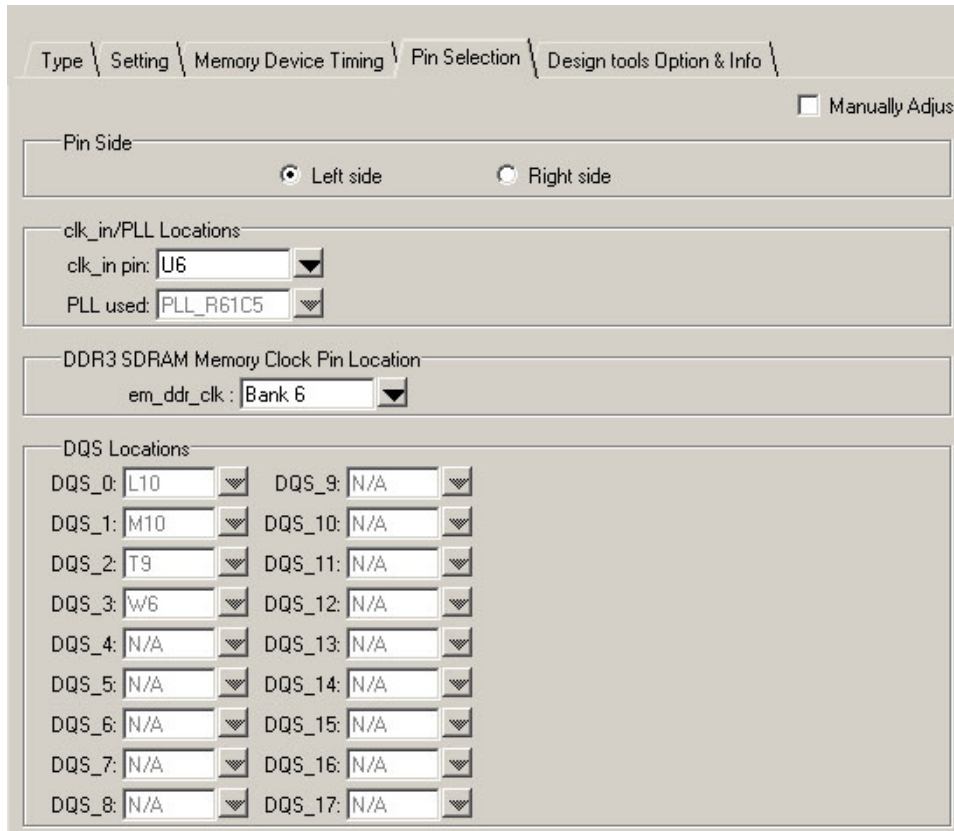 Type Setting Memory Device Timing Pin Selection Design tools Option & Info
Manually Adjus
Pin Side
Left side Right side
clk_in/PLL Locations
clk_in pin: U6
PLL used: PLL_R61C5
DDR3 SDRAM Memory Clock Pin Location
em_ddr_clk : Bank 6
DQS Locations
DQS_0: L10 DQS_9: N/A
DQS_1: M10 DQS_10: N/A
DQS_2: T9 DQS_11: N/A
DQS_3: W6 DQS_12: N/A
DQS_4: N/A DQS_13: N/A
DQS_5: N/A DQS_14: N/A
DQS_6: N/A DQS_15: N/A
DQS_7: N/A DQS_16: N/A
DQS_8: N/A DQS_17: N/A